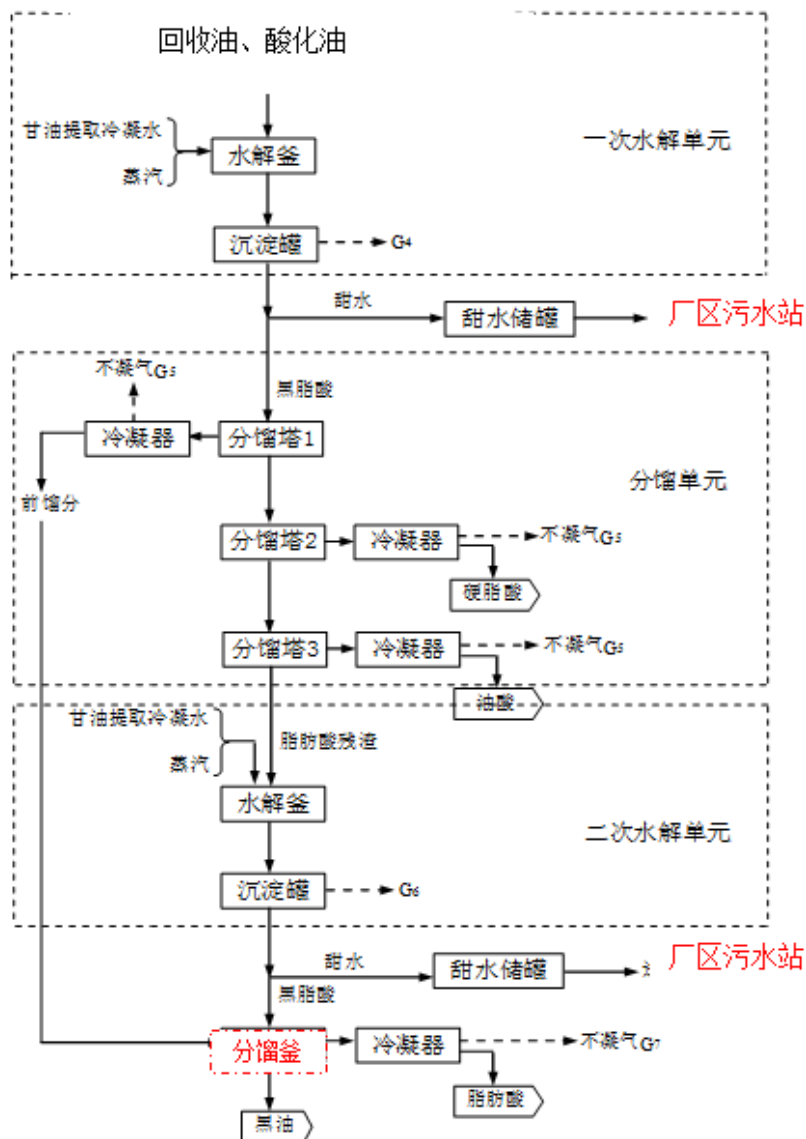 回收油、酸化油
甘油提取冷凝水
蒸汽
水解釜
一次水解单元
沉淀罐
G4
甜水
甜水储罐
厂区污水站
不凝气G5
黑脂酸
冷凝器
分馏塔1
分馏单元
前馏分
分馏塔2
冷凝器
不凝气G5
硬脂酸
分馏塔3
冷凝器
不凝气G5
油酸
甘油提取冷凝水
蒸汽
脂肪酸残渣
水解釜
二次水解单元
沉淀罐
G6
甜水
甜水储罐
厂区污水站
黑脂酸
分馏釜
冷凝器
不凝气G7
脂肪酸
黑油